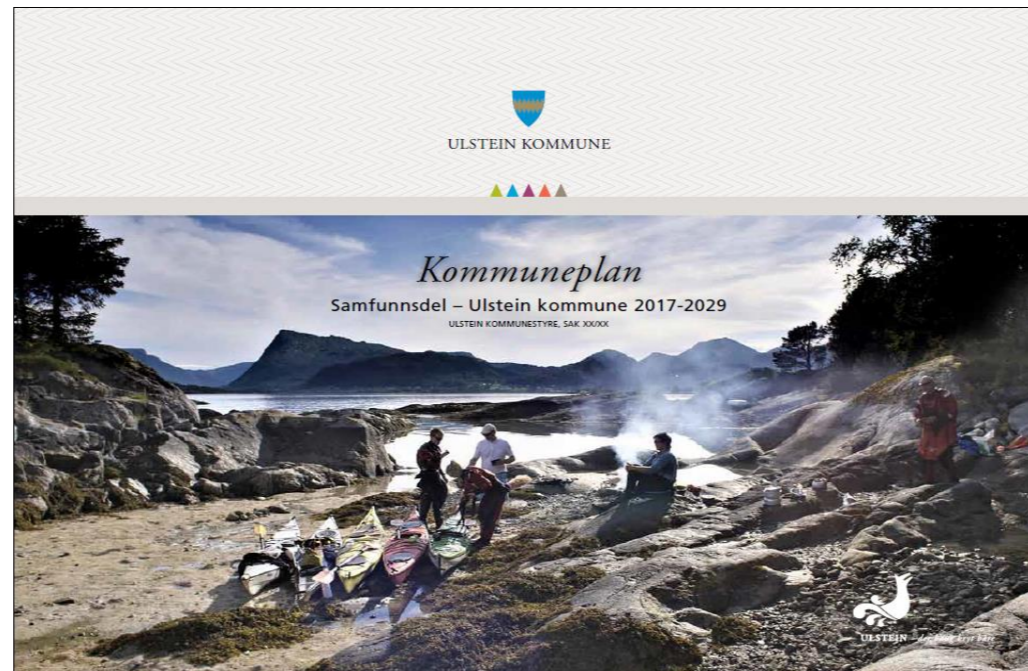 ULSTEIN KOMMUNE
Kommuneplan
Samfunnsdel – Ulstein kommune 2017-2029
ULSTEIN KOMMUNESTYRE, SAK XX/XX
ULSTEIN